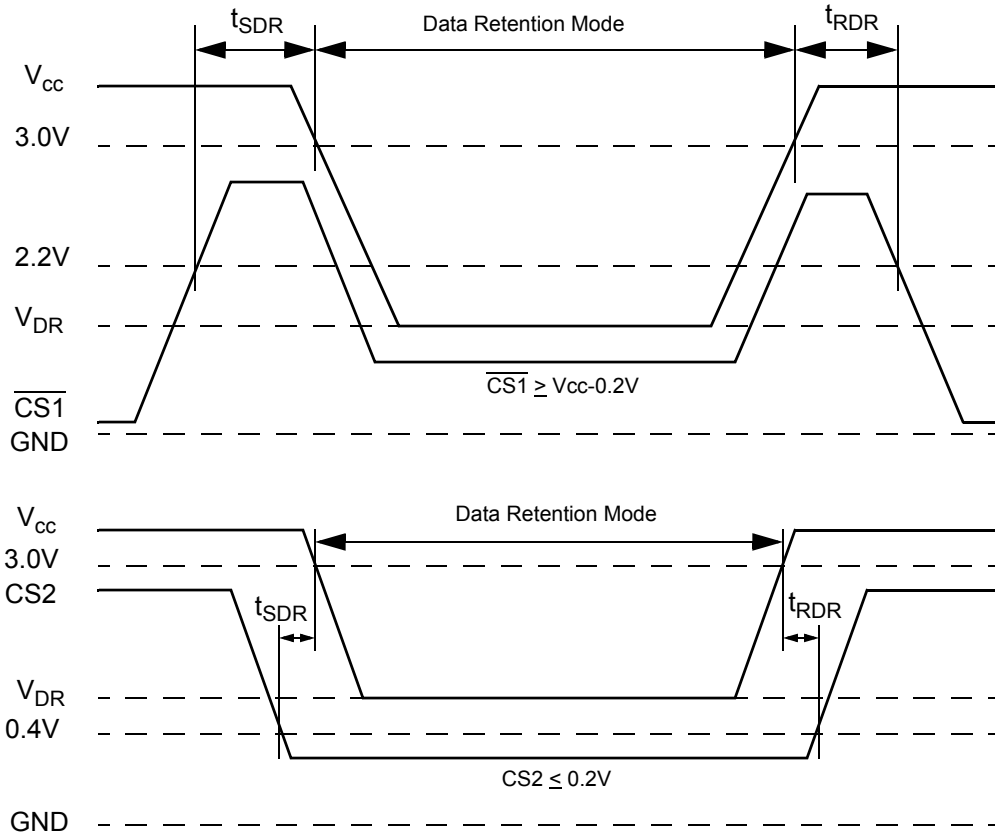 tSDR
Data Retention Mode
tRDR
Vcc
3.0V
2.2V
VDR
CS1 ≥ Vcc-0.2V
CS1
GND
Vcc
Data Retention Mode
3.0V
CS2
tSDR
tRDR
VDR
0.4V
CS2 ≤ 0.2V
GND